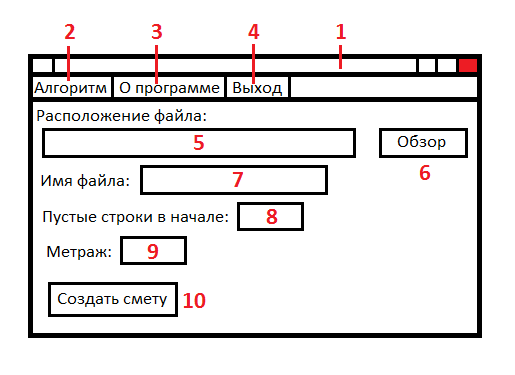 2 3 4 1
Алгоритм О программе Выход
Расположение файла:
5 Обзор
6
Имя файла: 7
Пустые строки в начале: 8
Метраж: 9
Создать смету 10